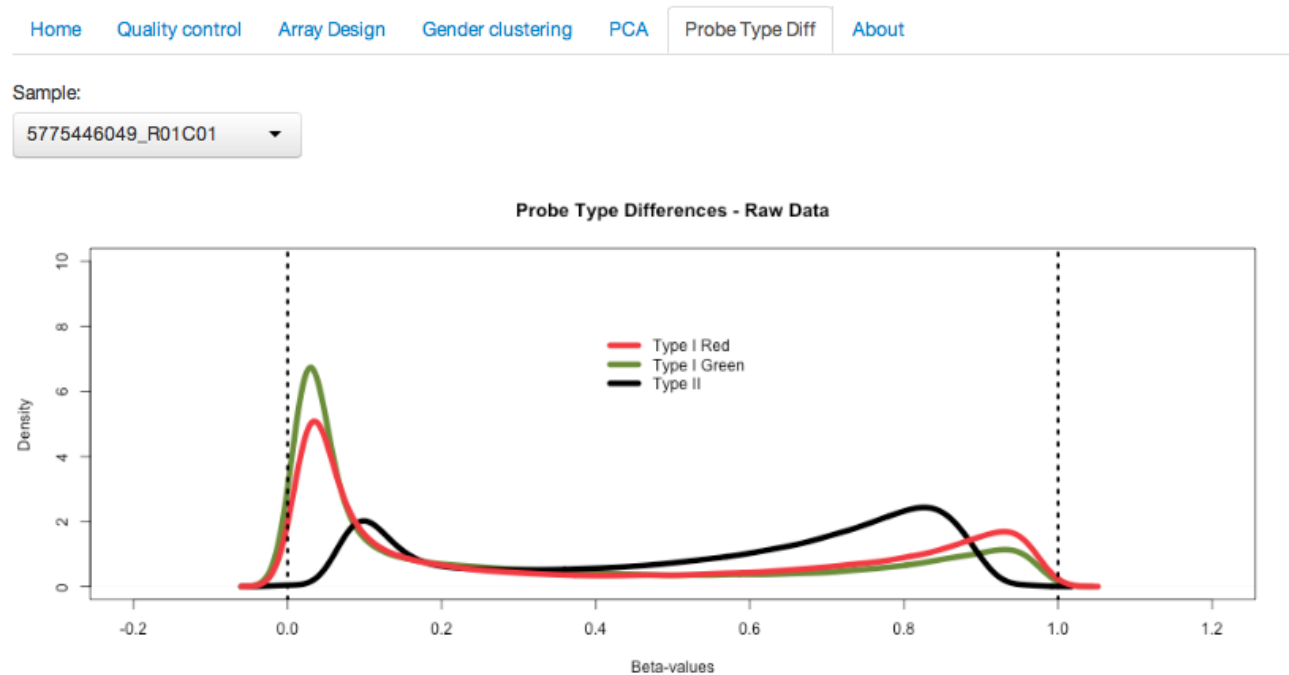 Home Quality control Array Design Gender clustering PCA Probe Type Diff About
Sample:
5775446049_R01C01
Probe Type Differences - Raw Data
10
8
6
4
2
0
Density
Type I Red
Type I Green
Type II
-0.2 0.0 0.2 0.4 0.6 0.8 1.0 1.2
Beta-values